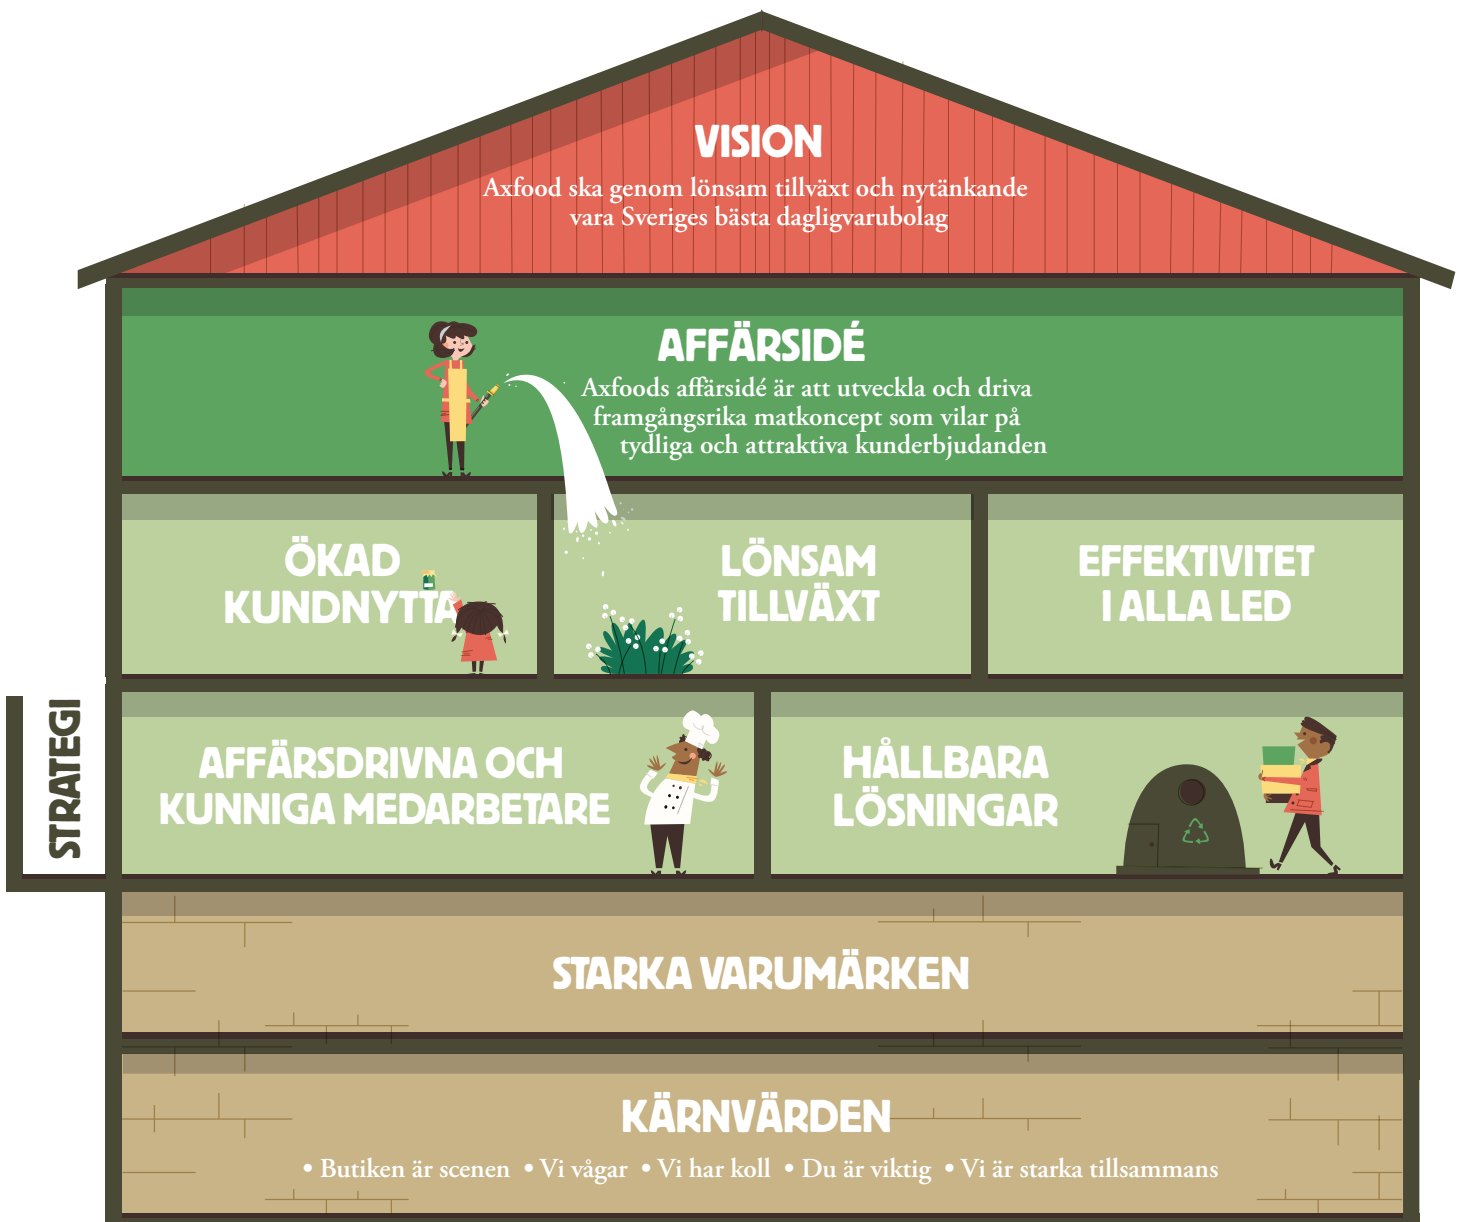 VISION
Axfood ska genom lönsam tillväxt och nytänkande
vara Sveriges bästa dagligvarubolag
AFFÄRSIDÉ
Axfoods affärsidé är att utveckla och driva
framgångsrika matkoncept som vilar på
tydliga och attraktiva kunderbjudanden
ÖKAD
KUNDNYTTA
LÖNSAM
TILLVÄXT
EFFEKTIVITET
I ALLA LED
STRATEGI
AFFÄRSDRIVNA OCH
KUNNIGA MEDARBETARE
HÅLLBARA
LÖSNINGAR
STARKA VARUMÄRKEN
KÄRNVÄRDEN
• Butiken är scenen • Vi vågar • Vi har koll • Du är viktig • Vi är starka tillsammans